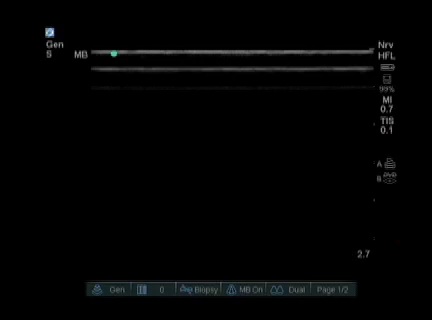 Gen
S
MB
Nrv
HFL
99%
MI
0.7
TIS
0.1
A
B
2.7
Gen 0 Biopsy MB On Dual Page 1/2